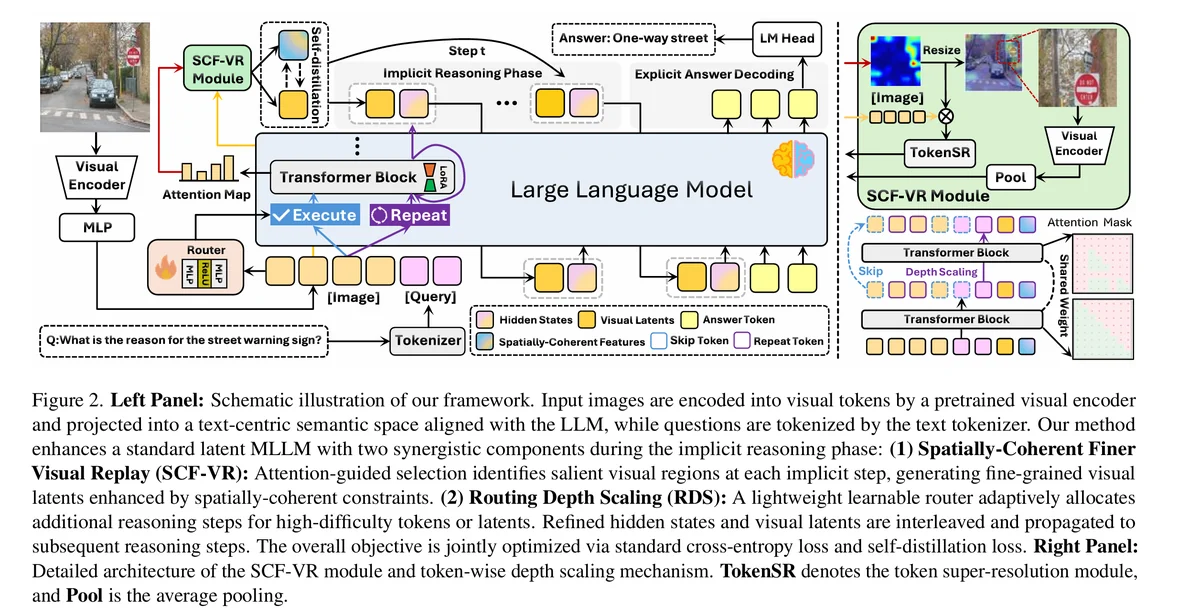 SCF-VR
Module
Self-distillation
Step t
Answer: One-way street
LM Head
Implicit Reasoning Phase
Explicit Answer Decoding
...
Visual
Encoder
Attention Map
MLP
Transformer Block
LoRA
Execute
Repeat
Large Language Model
Router
MLP
ReLU
MLP
[Image]
[Query]
Q:What is the reason for the street warning sign?
Tokenizer
Hidden States
Visual Latents
Answer Token
Spatially-Coherent Features
Skip Token
Repeat Token
Resize
[Image]
DO NOT
ENTER
TokenSR
Visual
Encoder
Pool
SCF-VR Module
Attention Mask
Transformer Block
Skip
Depth Scaling
Transformer Block
Shared Weight
Figure 2. Left Panel: Schematic illustration of our framework. Input images are encoded into visual tokens by a pretrained visual encoder
and projected into a text-centric semantic space aligned with the LLM, while questions are tokenized by the text tokenizer. Our method
enhances a standard latent MLLM with two synergistic components during the implicit reasoning phase: (1) Spatially-Coherent Finer
Visual Replay (SCF-VR): Attention-guided selection identifies salient visual regions at each implicit step, generating fine-grained visual
latents enhanced by spatially-coherent constraints. (2) Routing Depth Scaling (RDS): A lightweight learnable router adaptively allocates
additional reasoning steps for high-difficulty tokens or latents. Refined hidden states and visual latents are interleaved and propagated to
subsequent reasoning steps. The overall objective is jointly optimized via standard cross-entropy loss and self-distillation loss. Right Panel:
Detailed architecture of the SCF-VR module and token-wise depth scaling mechanism. TokenSR denotes the token super-resolution module,
and Pool is the average pooling.